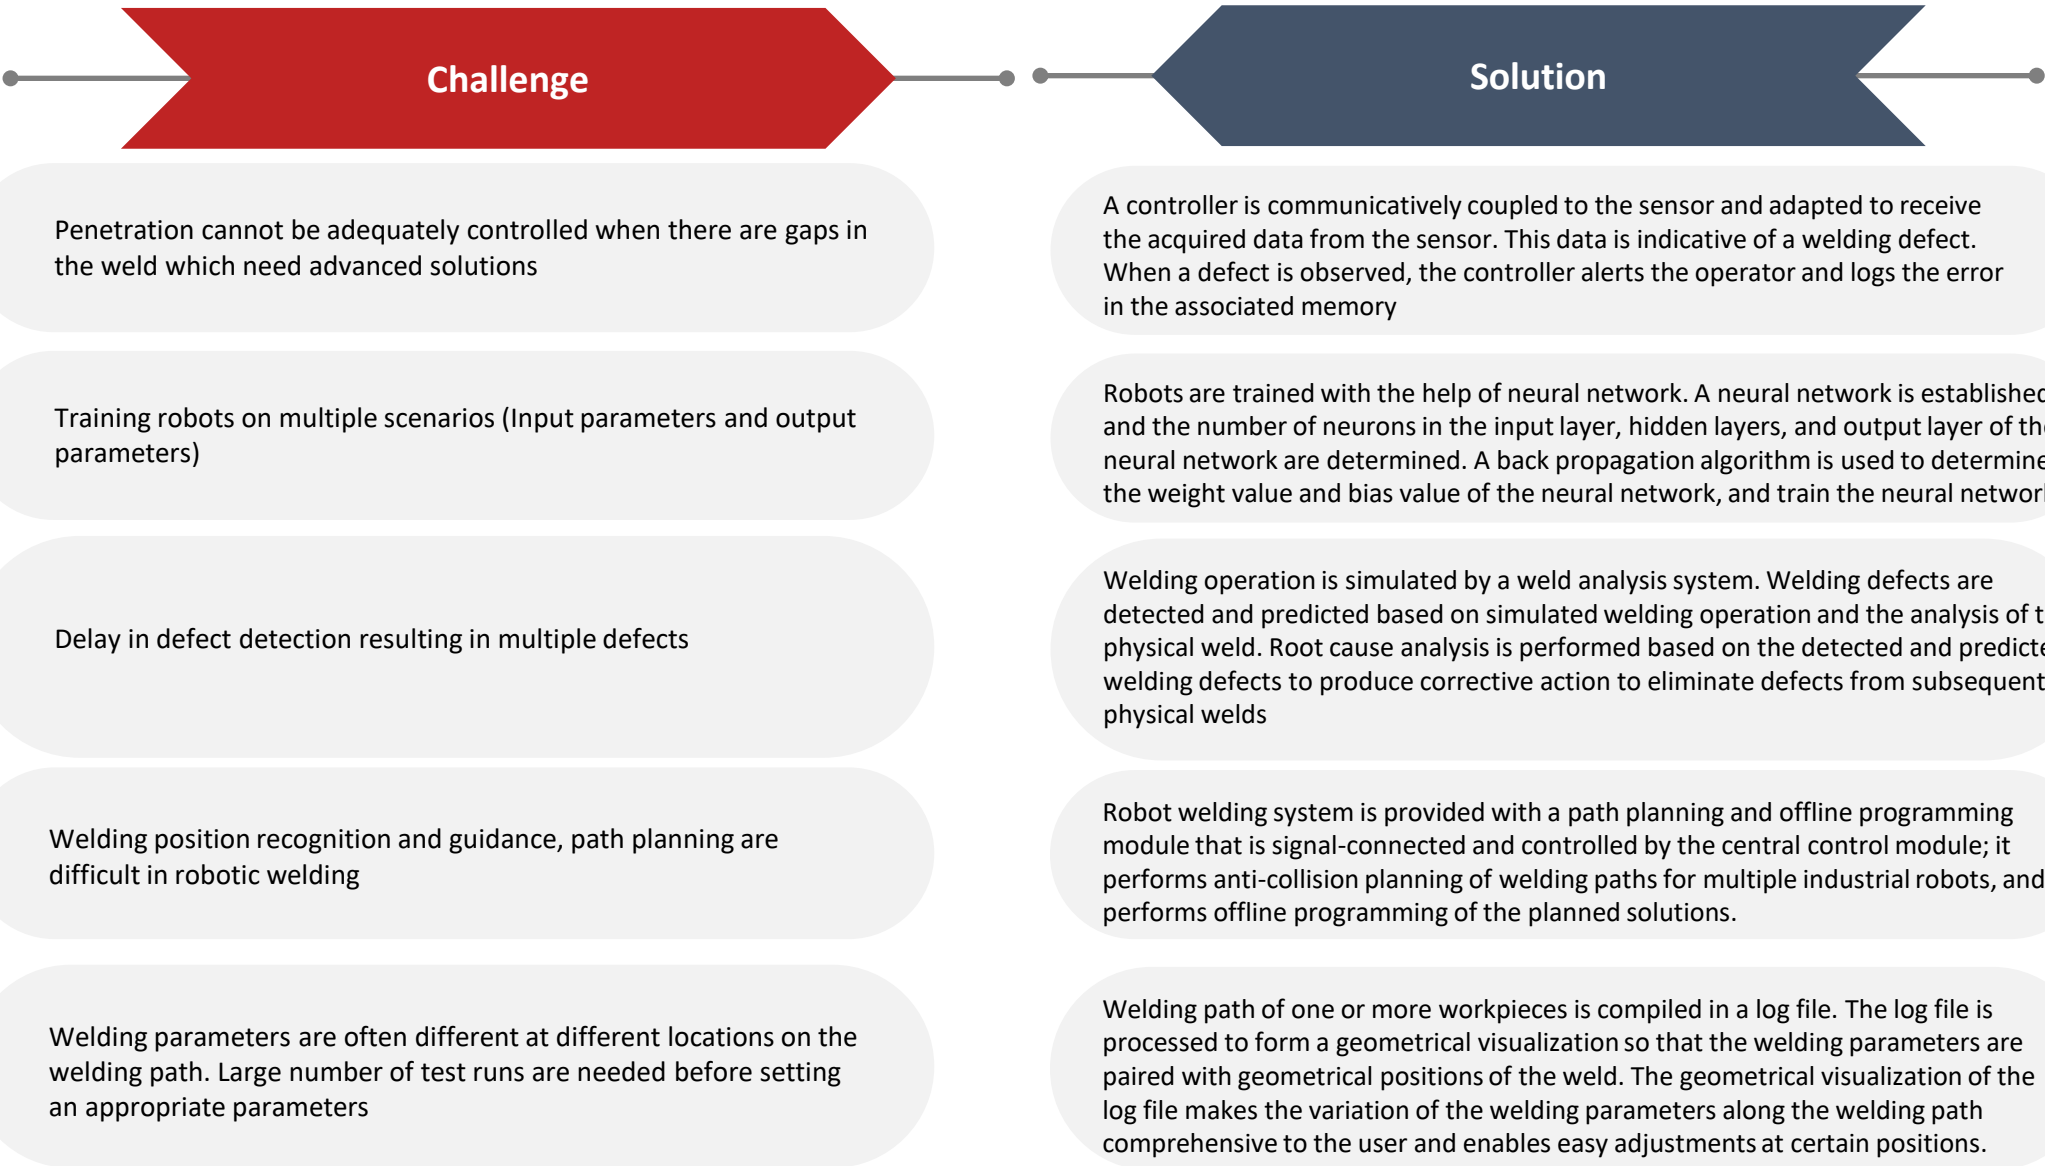 Challenge
Solution
Penetration cannot be adequately controlled when there are gaps in
the weld which need advanced solutions
A controller is communicatively coupled to the sensor and adapted to receive
the acquired data from the sensor. This data is indicative of a welding defect.
When a defect is observed, the controller alerts the operator and logs the error
in the associated memory
Training robots on multiple scenarios (Input parameters and output
parameters)
Robots are trained with the help of neural network. A neural network is established
and the number of neurons in the input layer, hidden layers, and output layer of the
neural network are determined. A back propagation algorithm is used to determine
the weight value and bias value of the neural network, and train the neural network
Delay in defect detection resulting in multiple defects
Welding operation is simulated by a weld analysis system. Welding defects are
detected and predicted based on simulated welding operation and the analysis of t
physical weld. Root cause analysis is performed based on the detected and predicte
welding defects to produce corrective action to eliminate defects from subsequent
physical welds
Welding position recognition and guidance, path planning are
difficult in robotic welding
Robot welding system is provided with a path planning and offline programming
module that is signal-connected and controlled by the central control module; it
performs anti-collision planning of welding paths for multiple industrial robots, and
performs offline programming of the planned solutions.
Welding parameters are often different at different locations on the
welding path. Large number of test runs are needed before setting
an appropriate parameters
Welding path of one or more workpieces is compiled in a log file. The log file is
processed to form a geometrical visualization so that the welding parameters are
paired with geometrical positions of the weld. The geometrical visualization of the
log file makes the variation of the welding parameters along the welding path
comprehensive to the user and enables easy adjustments at certain positions.